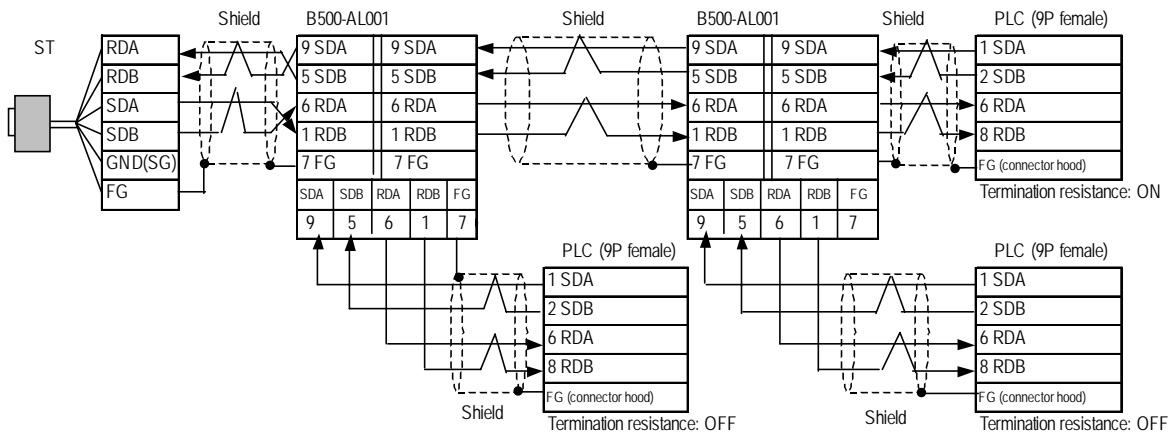 Shield B500-AL001 Shield B500-AL001 Shield PLC (9P female)
ST
RDA 9 SDA 9 SDA 9 SDA 9 SDA 1 SDA
RDB 5 SDB 5 SDB 5 SDB 5 SDB 2 SDB
SDA 6 RDA 6 RDA 6 RDA 6 RDA 6 RDA
SDB 1 RDB 1 RDB 1 RDB 1 RDB 8 RDB
GND(SG) 7 FG 7 FG 7 FG 7 FG FG (connector hood)
FG SDA SDB RDA RDB FG SDA SDB RDA RDB FG Termination resistance: ON
9 5 6 1 7 9 5 6 1 7
PLC (9P female) PLC (9P female)
1 SDA 1 SDA
2 SDB 2 SDB
6 RDA 6 RDA
8 RDB 8 RDB
FG (connector hood) FG (connector hood)
Shield Termination resistance: OFF Shield Termination resistance: OFF